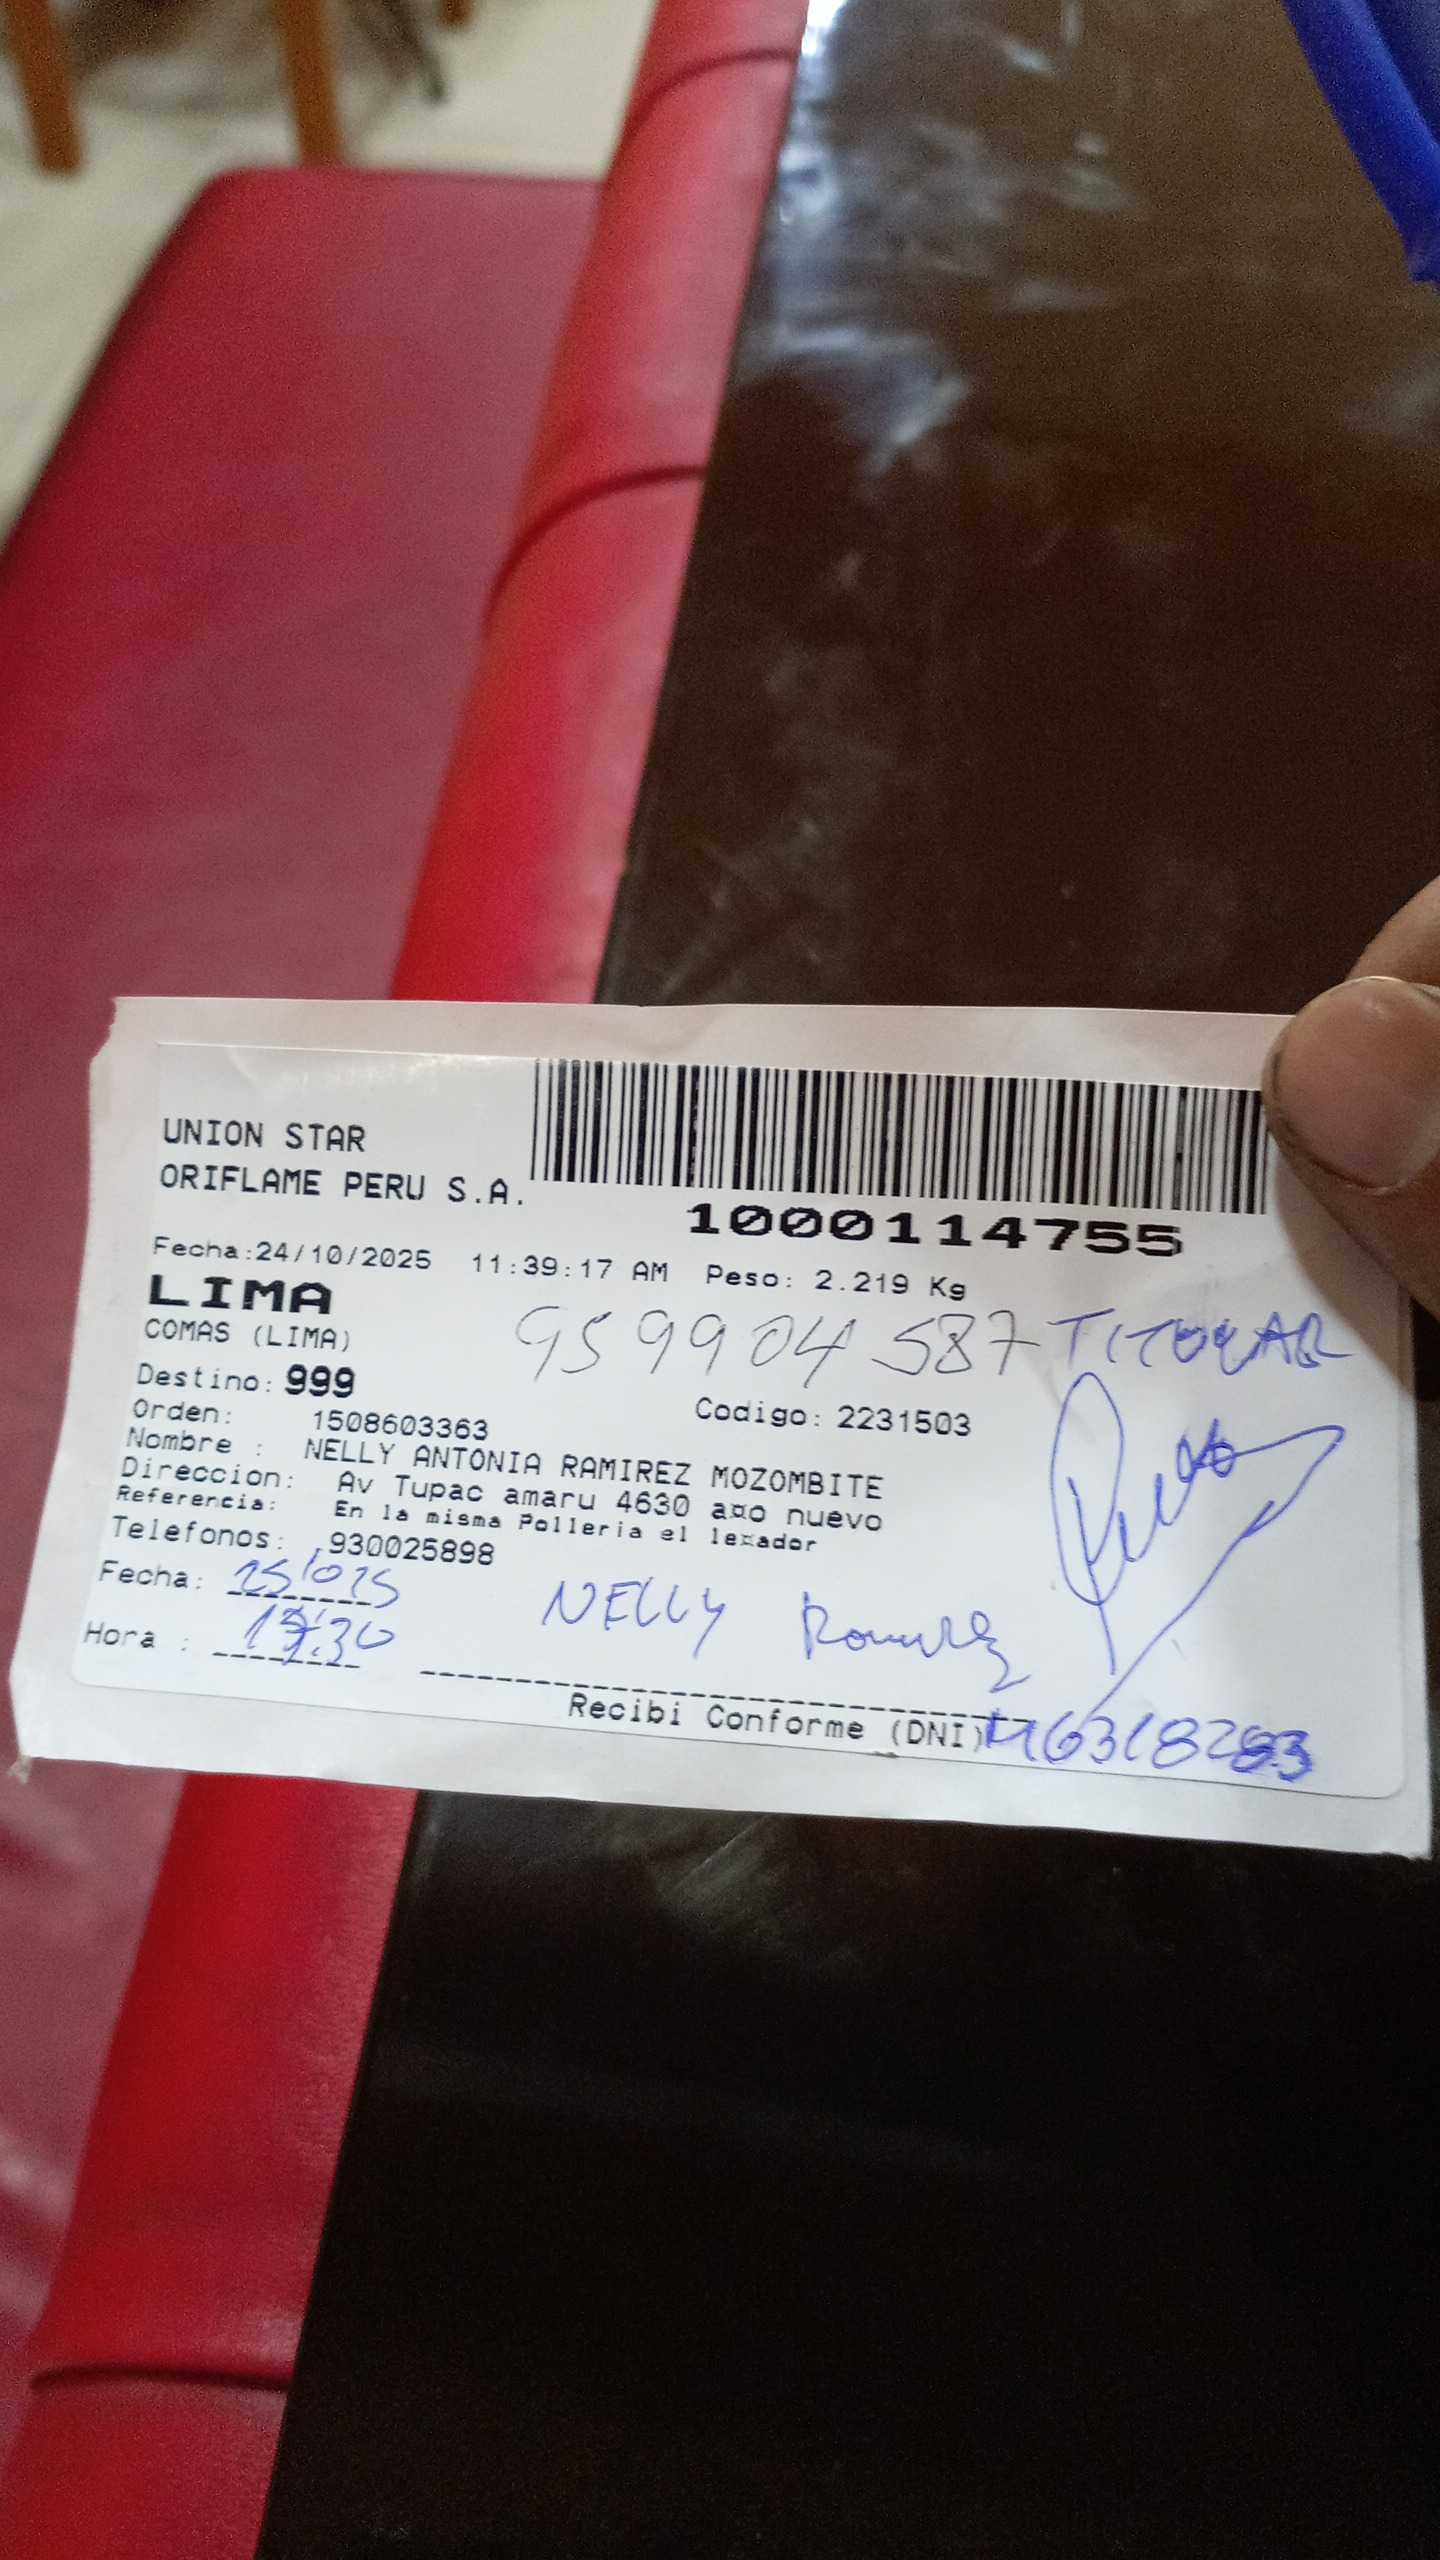 UNION STAR
ORIFLAME PERU S.A.
1000114755
Fecha:24/10/2025 11:39:17 AM Peso: 2.219 Kg
LIMA
COMAS (LIMA)
959904587 TITULAR
Destino: 999
Orden: 1508603363 Codigo: 2231503
Nombre : NELLY ANTONIA RAMIREZ MOZOMBITE
Direccion: Av Tupac amaru 4630 a¤o nuevo
Referencia: En la misma Polleria el le¤ador
Telefonos: 930025898
Fecha: 25/10/25
Hora : :30
NELLY Ramirez
Recibi Conforme (DNI)